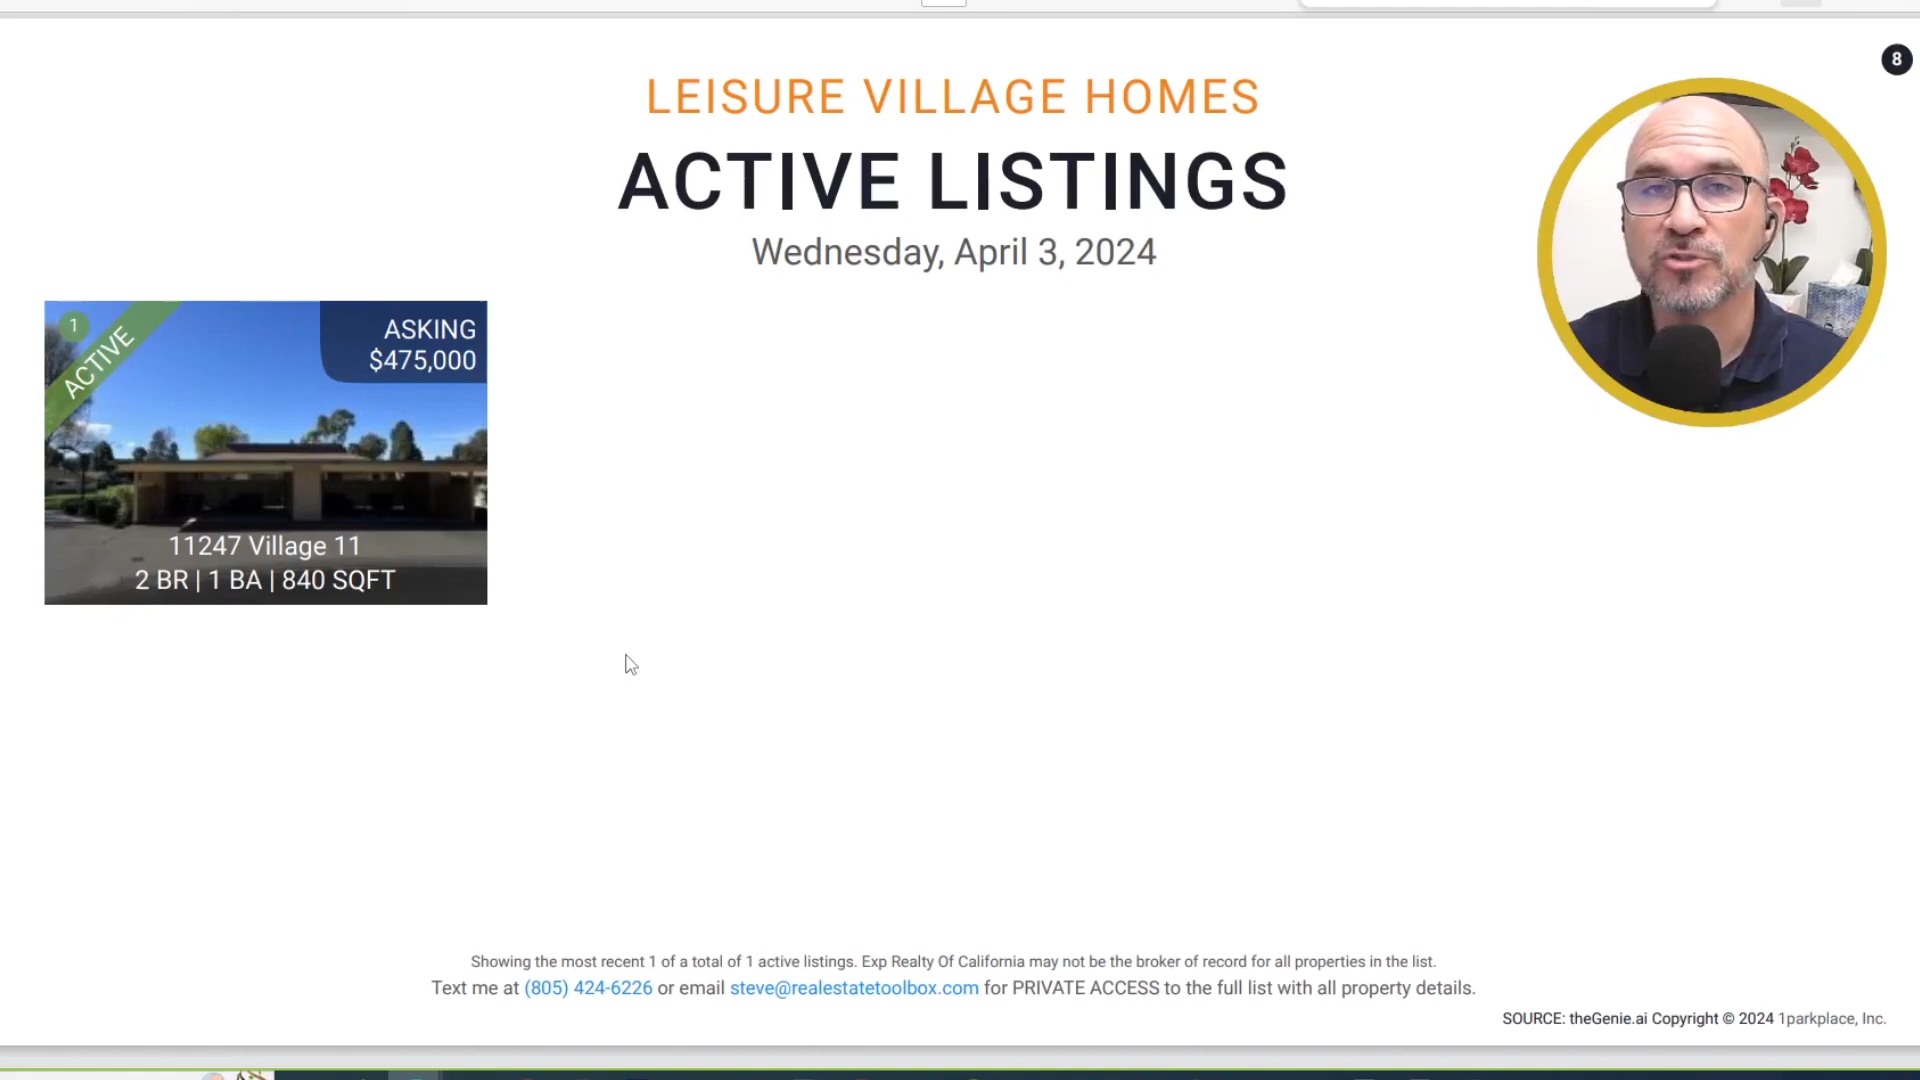 8
LEISURE VILLAGE HOMES
ACTIVE LISTINGS
Wednesday, April 3, 2024
1
ACTIVE
ASKING
$475,000
11247 Village 11
2 BR | 1 BA | 840 SQFT
Showing the most recent 1 of a total of 1 active listings. Exp Realty Of California may not be the broker of record for all properties in the list.
Text me at (805) 424-6226 or email steve@realestatetoolbox.com for PRIVATE ACCESS to the full list with all property details.
SOURCE: theGenie.ai Copyright © 2024 1parkplace, Inc.